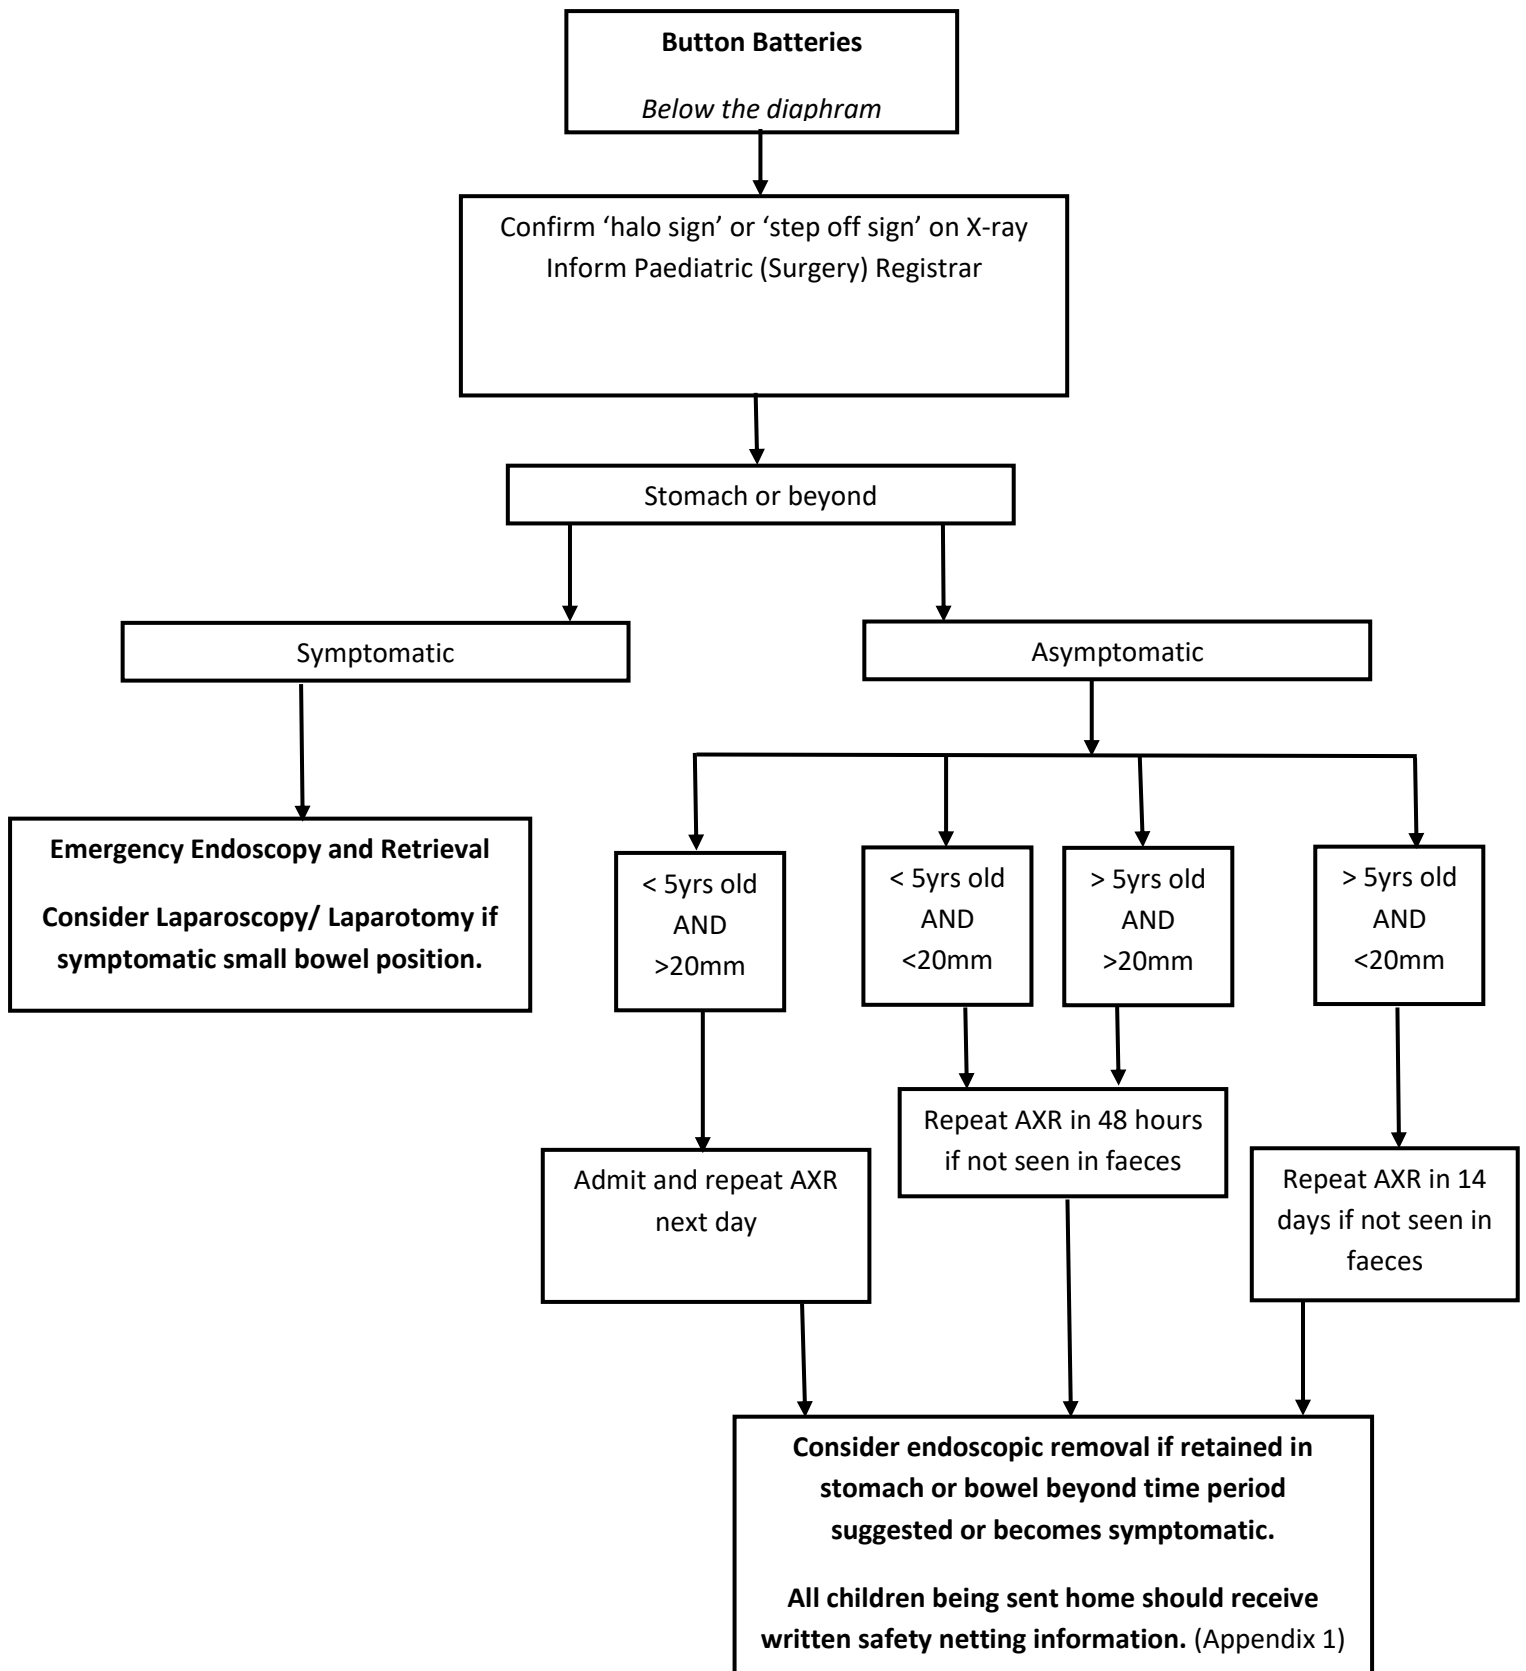 Button Batteries
Below the diaphram
Confirm ‘halo sign’ or ‘step off sign’ on X-ray
Inform Paediatric (Surgery) Registrar
Stomach or beyond
Symptomatic
Asymptomatic
Emergency Endoscopy and Retrieval
Consider Laparoscopy/ Laparotomy if
symptomatic small bowel position.
< 5yrs old
AND
>20mm
< 5yrs old
AND
<20mm
> 5yrs old
AND
>20mm
> 5yrs old
AND
<20mm
Admit and repeat AXR
next day
Repeat AXR in 48 hours
if not seen in faeces
Repeat AXR in 14
days if not seen in
faeces
Consider endoscopic removal if retained in
stomach or bowel beyond time period
suggested or becomes symptomatic.
All children being sent home should receive
written safety netting information. (Appendix 1)